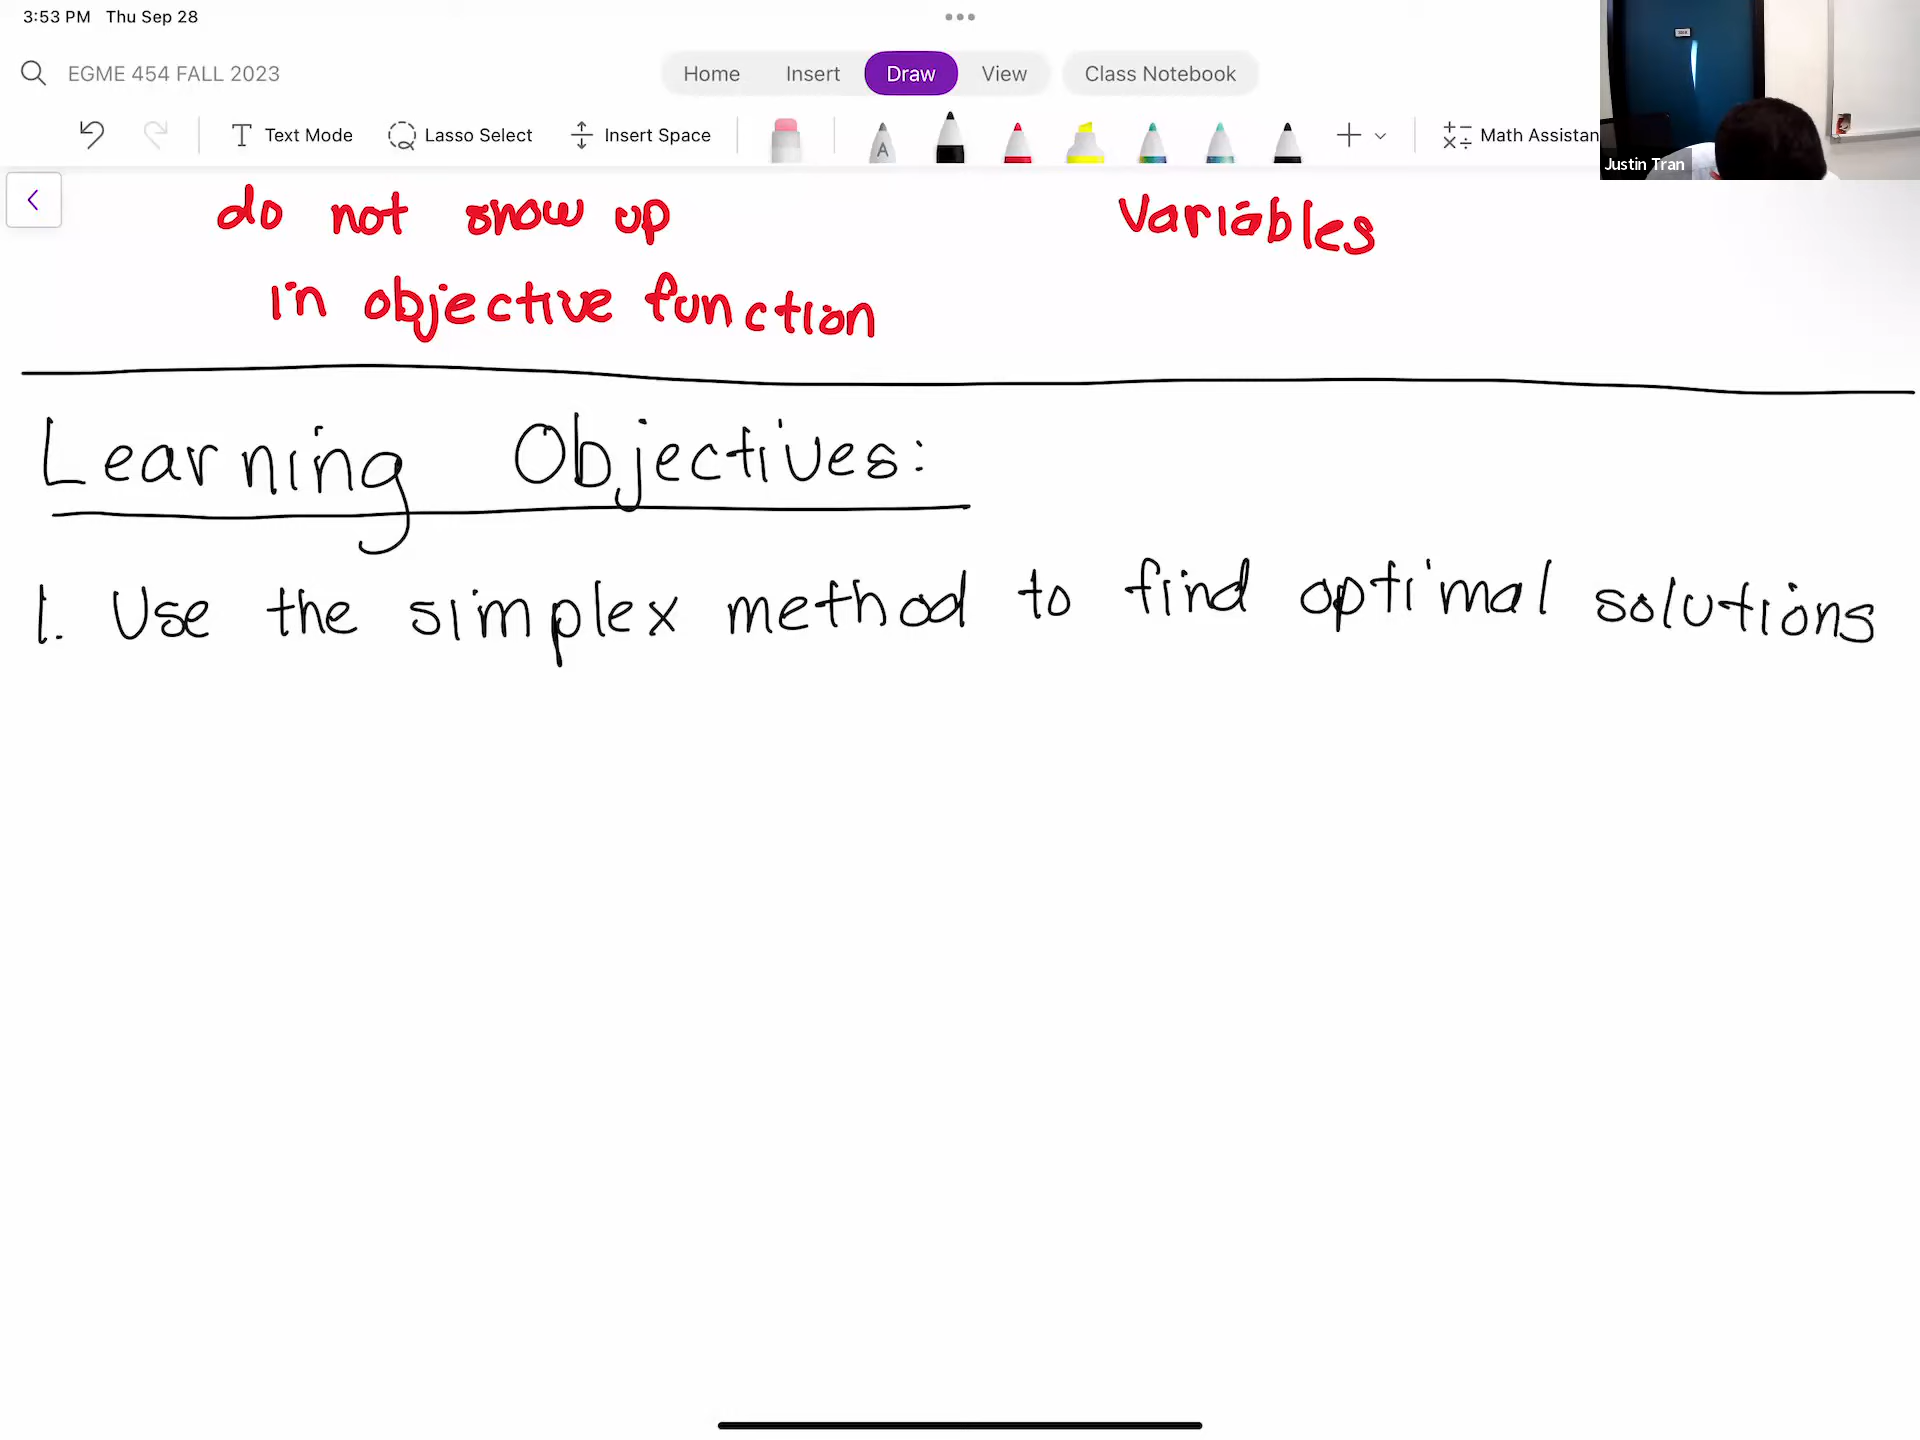 3:53 PM Thu Sep 28
EGME 454 FALL 2023
Home Insert Draw View Class Notebook
Text Mode Lasso Select Insert Space A Math Assistan
Justin Tran
do not show up
Variables
in objective function
Learning Objectives:
1. Use the simplex method to find optimal solutions